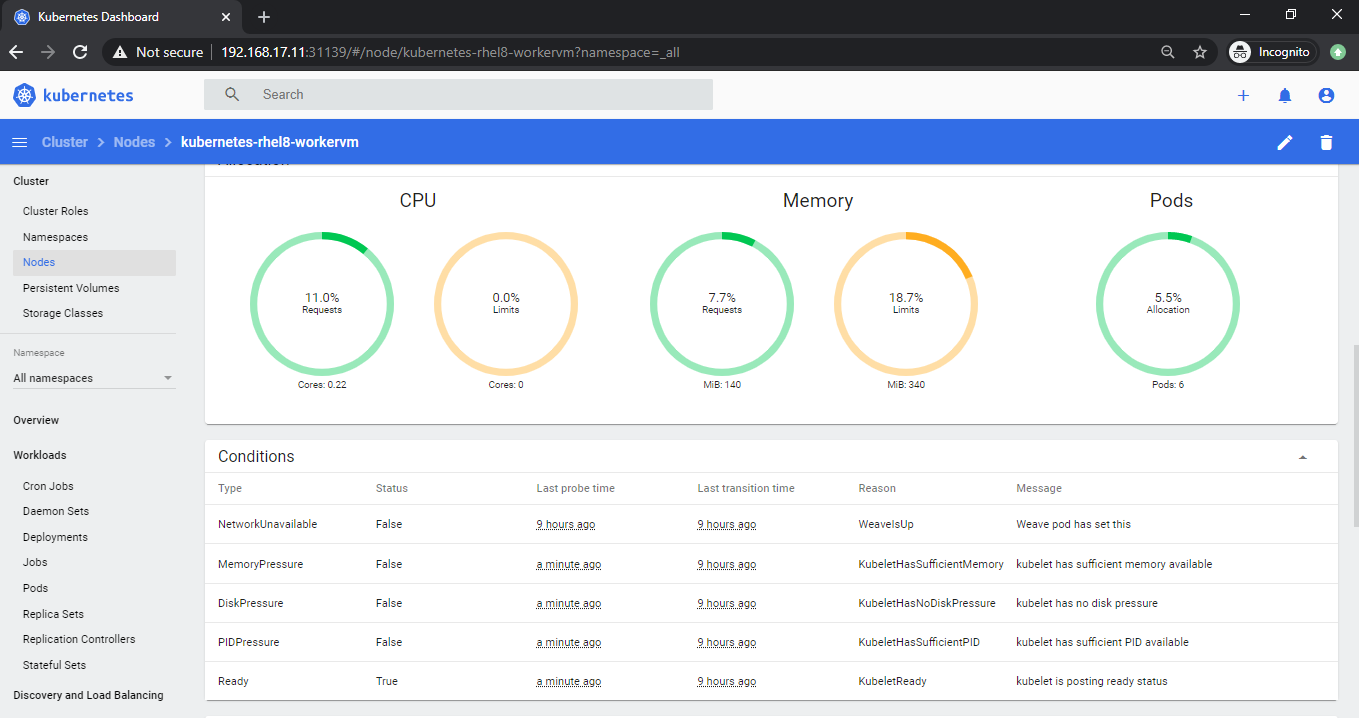 Kubernetes Dashboard
Not secure 192.168.17.11:31139/#/node/kubernetes-rhel8-workervm?namespace=_all
Incognito
kubernetes
Search
Cluster > Nodes > kubernetes-rhel8-workervm
Allocation
Cluster
Cluster Roles
Namespaces
Nodes
Persistent Volumes
Storage Classes
Namespace
All namespaces
Overview
Workloads
Cron Jobs
Daemon Sets
Deployments
Jobs
Pods
Replica Sets
Replication Controllers
Stateful Sets
Discovery and Load Balancing
CPU
11.0%
Requests
Cores: 0.22
0.0%
Limits
Cores: 0
Memory
7.7%
Requests
MiB: 140
18.7%
Limits
MiB: 340
Pods
5.5%
Allocation
Pods: 6
Conditions
Type Status Last probe time Last transition time Reason Message
NetworkUnavailable False 9 hours ago 9 hours ago WeaveIsUp Weave pod has set this
MemoryPressure False a minute ago 9 hours ago KubeletHasSufficientMemory kubelet has sufficient memory available
DiskPressure False a minute ago 9 hours ago KubeletHasNoDiskPressure kubelet has no disk pressure
PIDPressure False a minute ago 9 hours ago KubeletHasSufficientPID kubelet has sufficient PID available
Ready True a minute ago 9 hours ago KubeletReady kubelet is posting ready status